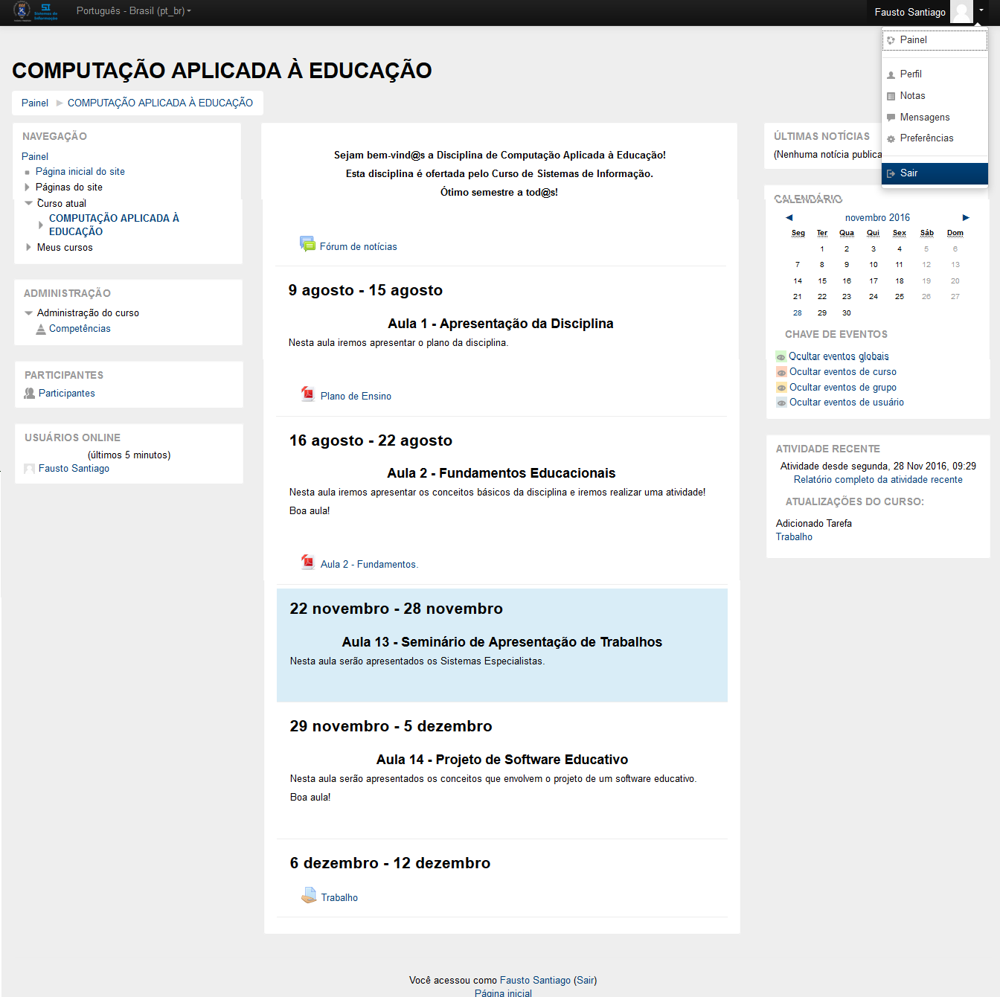 SI
Sistemas de
Informação
Português - Brasil (pt_br)
Fausto Santiago
Painel
Perfil
Notas
Mensagens
Preferências
Sair
COMPUTAÇÃO APLICADA À EDUCAÇÃO
Painel ► COMPUTAÇÃO APLICADA À EDUCAÇÃO
NAVEGAÇÃO
Painel
Página inicial do site
Páginas do site
Curso atual
COMPUTAÇÃO APLICADA À
EDUCAÇÃO
Meus cursos
ADMINISTRAÇÃO
Administração do curso
Competências
PARTICIPANTES
Participantes
USUÁRIOS ONLINE
(últimos 5 minutos)
Fausto Santiago
Sejam bem-vind@s a Disciplina de Computação Aplicada à Educação!
Esta disciplina é ofertada pelo Curso de Sistemas de Informação.
Ótimo semestre a tod@s!
Fórum de notícias
9 agosto - 15 agosto
Aula 1 - Apresentação da Disciplina
Nesta aula iremos apresentar o plano da disciplina.
Plano de Ensino
16 agosto - 22 agosto
Aula 2 - Fundamentos Educacionais
Nesta aula iremos apresentar os conceitos básicos da disciplina e iremos realizar uma atividade!
Boa aula!
Aula 2 - Fundamentos.
22 novembro - 28 novembro
Aula 13 - Seminário de Apresentação de Trabalhos
Nesta aula serão apresentados os Sistemas Especialistas.
29 novembro - 5 dezembro
Aula 14 - Projeto de Software Educativo
Nesta aula serão apresentados os conceitos que envolvem o projeto de um software educativo.
Boa aula!
6 dezembro - 12 dezembro
Trabalho
ÚLTIMAS NOTÍCIAS
(Nenhuma notícia publica
CALENDÁRIO
◄ novembro 2016 ►
Seg Ter Qua Qui Sex Sáb Dom
1 2 3 4 5 6
7 8 9 10 11 12 13
14 15 16 17 18 19 20
21 22 23 24 25 26 27
28 29 30
CHAVE DE EVENTOS
Ocultar eventos globais
Ocultar eventos de curso
Ocultar eventos de grupo
Ocultar eventos de usuário
ATIVIDADE RECENTE
Atividade desde segunda, 28 Nov 2016, 09:29
Relatório completo da atividade recente
ATUALIZAÇÕES DO CURSO:
Adicionado Tarefa
Trabalho
Você acessou como Fausto Santiago (Sair)
Página inicial